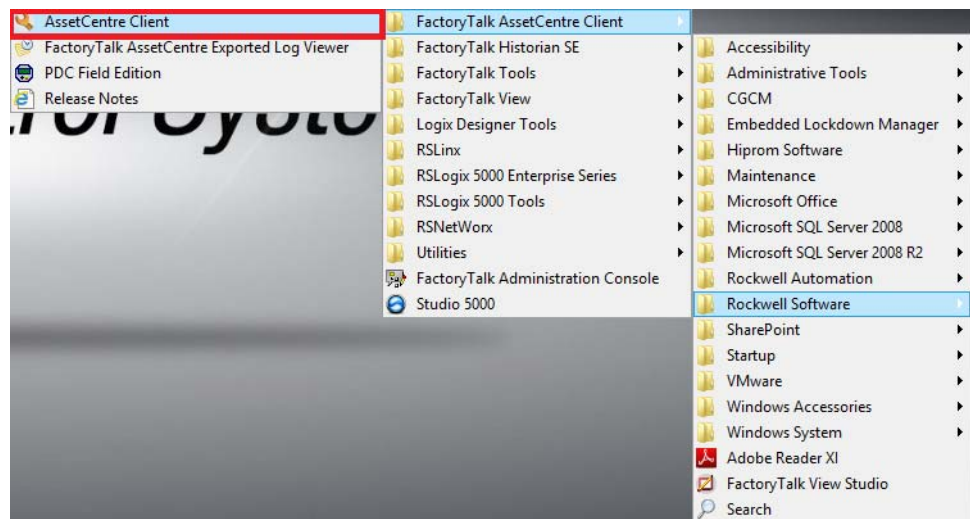 AssetCentre Client
FactoryTalk AssetCentre Exported Log Viewer
PDC Field Edition
Release Notes
FactoryTalk AssetCentre Client
FactoryTalk Historian SE
FactoryTalk Tools
FactoryTalk View
Logix Designer Tools
RSLinx
RSLogix 5000 Enterprise Series
RSLogix 5000 Tools
RSNetWorx
Utilities
FactoryTalk Administration Console
Studio 5000
Accessibility
Administrative Tools
CGCM
Embedded Lockdown Manager
Hiprom Software
Maintenance
Microsoft Office
Microsoft SQL Server 2008
Microsoft SQL Server 2008 R2
Rockwell Automation
Rockwell Software
SharePoint
Startup
VMware
Windows Accessories
Windows System
Adobe Reader XI
FactoryTalk View Studio
Search